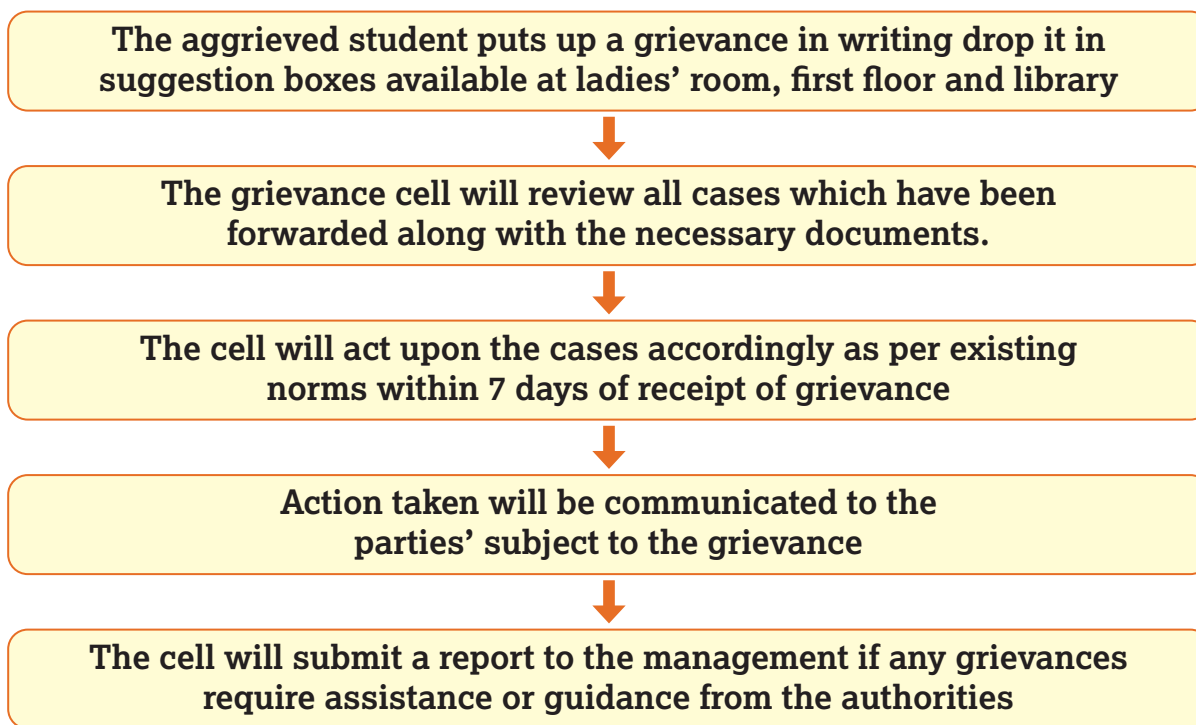 The aggrieved student puts up a grievance in writing drop it in
suggestion boxes available at ladies’ room, first floor and library
The grievance cell will review all cases which have been
forwarded along with the necessary documents.
The cell will act upon the cases accordingly as per existing
norms within 7 days of receipt of grievance
Action taken will be communicated to the
parties’ subject to the grievance
The cell will submit a report to the management if any grievances
require assistance or guidance from the authorities